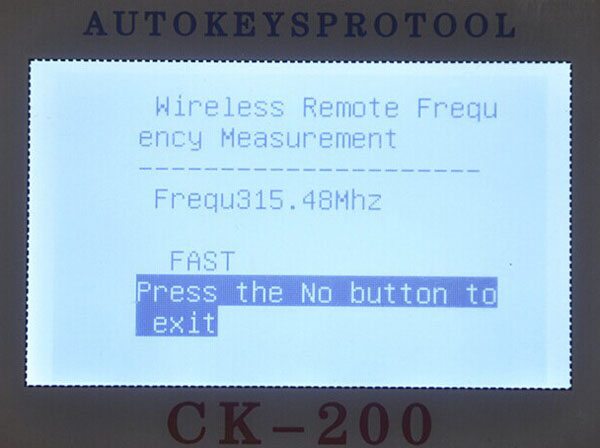 AUTOKEYSPROTOOL
Wireless Remote Frequ
ency Measurement
---------------------
Frequ315.48Mhz
FAST
Press the No button to
exit
CK-200